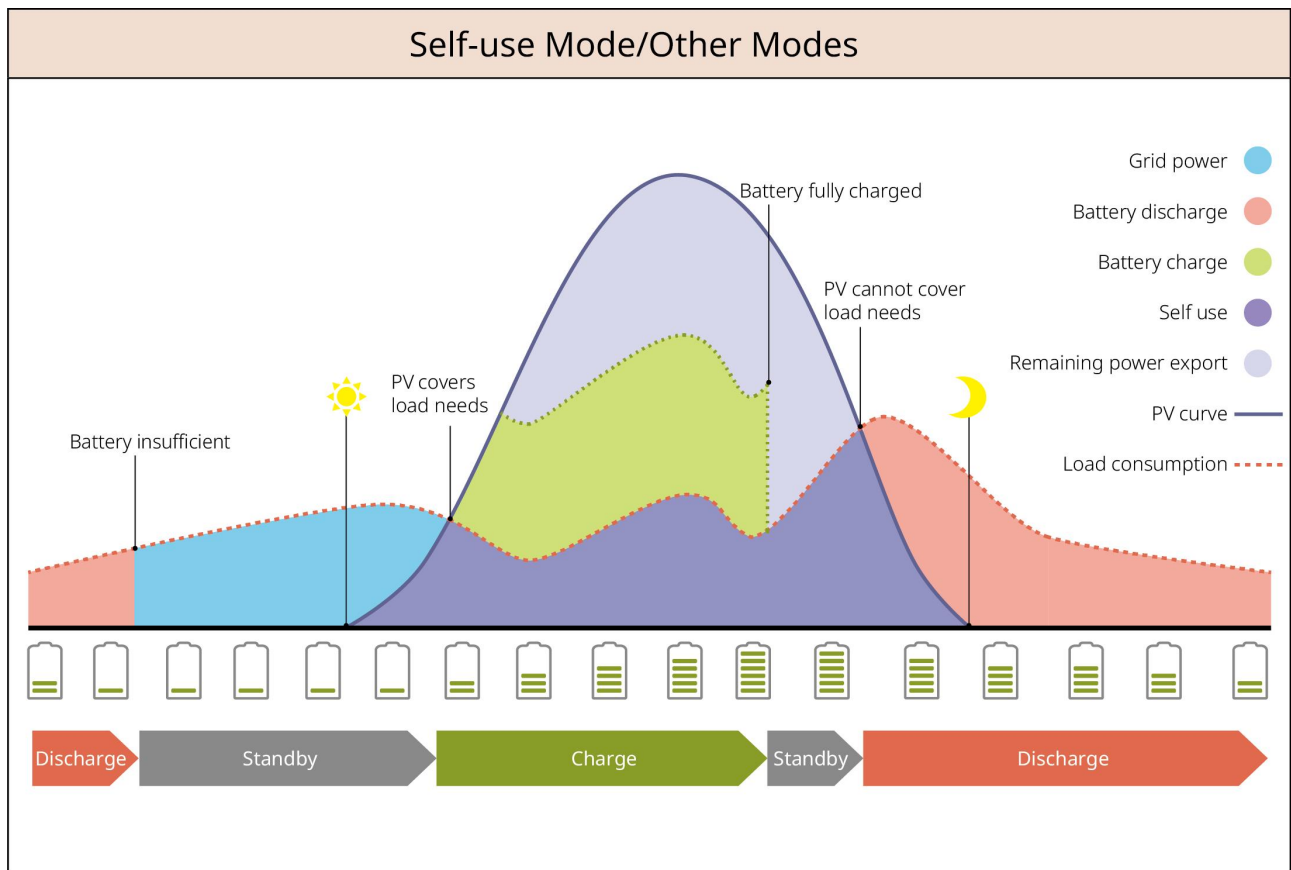 Self-use Mode/Other Modes
Grid power
Battery discharge
Battery charge
Self use
Remaining power export
PV curve
Load consumption
Battery fully charged
PV cannot cover
load needs
PV covers
load needs
Battery insufficient
Discharge
Standby
Charge
Standby
Discharge